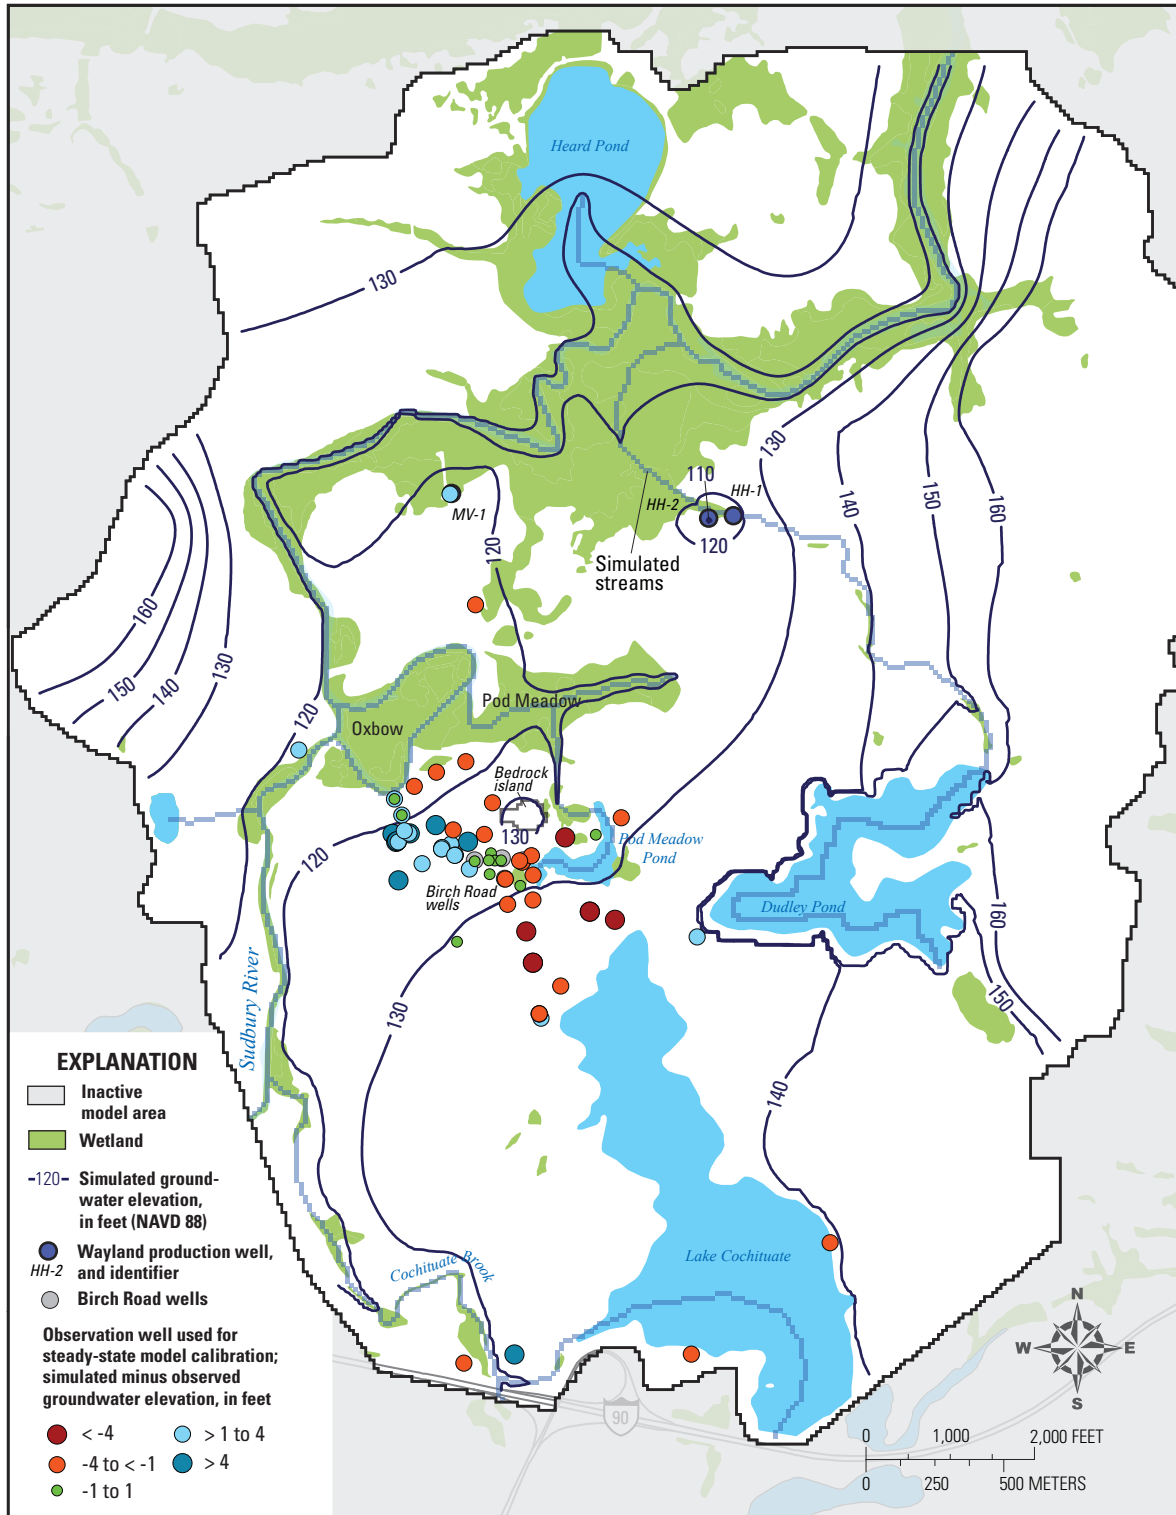 Heard Pond
130
130
110
HH-1
HH-2
120
140
150
160
MV-1
120
Simulated
streams
160
150
140
130
120
Pod Meadow
Oxbow
Bedrock
island
130
Pod Meadow
Pond
120
Birch Road
wells
Dudley Pond
160
150
130
140
Sudbury River
Cochituate Brook
Lake Cochituate
90
EXPLANATION
Inactive
model area
Wetland
-120- Simulated ground-
water elevation,
in feet (NAVD 88)
Wayland production well,
HH-2 and identifier
Birch Road wells
Observation well used for
steady-state model calibration;
simulated minus observed
groundwater elevation, in feet
< -4
> 1 to 4
-4 to < -1
> 4
-1 to 1
N
W E
S
0 1,000 2,000 FEET
0 250 500 METERS